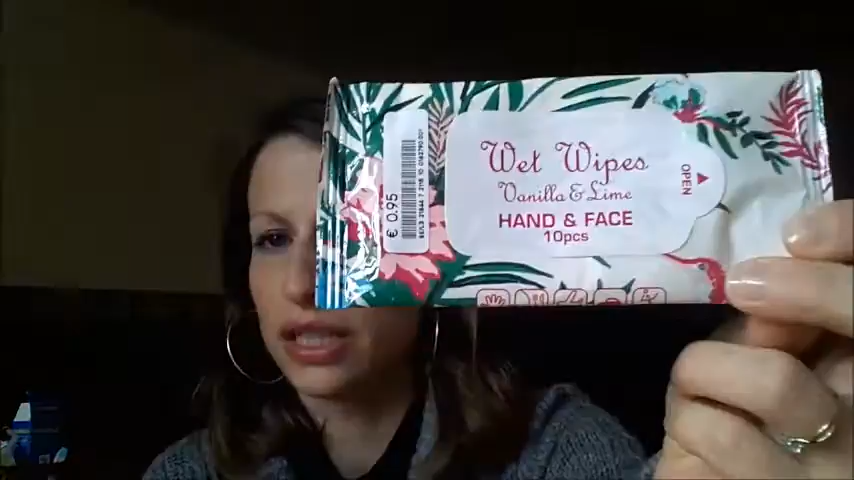 Wet Wipes
Vanilla & Lime
HAND & FACE
10pcs
OPEN
€ 0.95